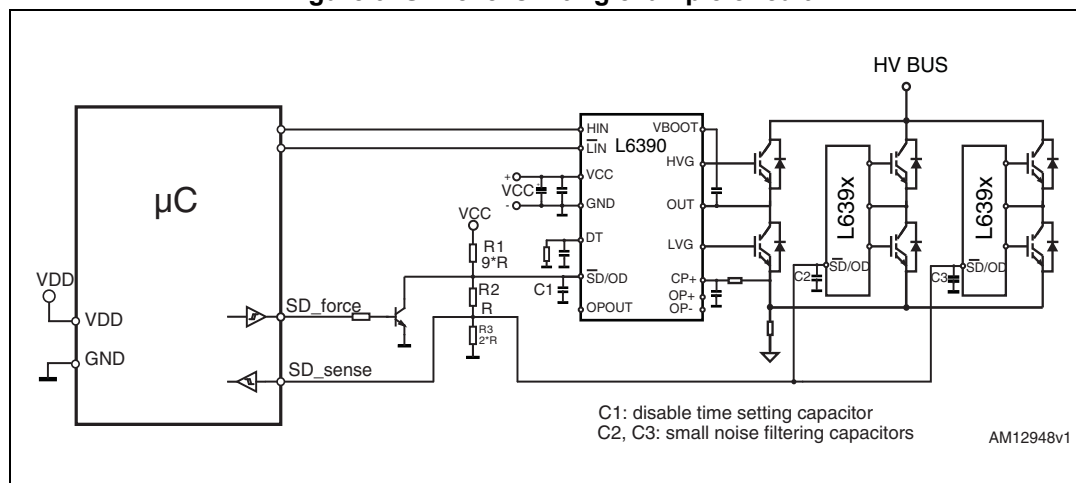 HV BUS
µC
VDD
VDD
GND
SD_force
SD_sense
HIN
LIN
VCC
GND
DT
SD/OD
OPOUT
L6390
VBOOT
HVG
OUT
LVG
CP+
OP+
OP-
+
VCC
-
VCC
R1
9*R
R2
R
R3
2*R
C1
L639x
SD/OD
C2
L639x
SD/OD
C3
C1: disable time setting capacitor
C2, C3: small noise filtering capacitors
AM12948v1